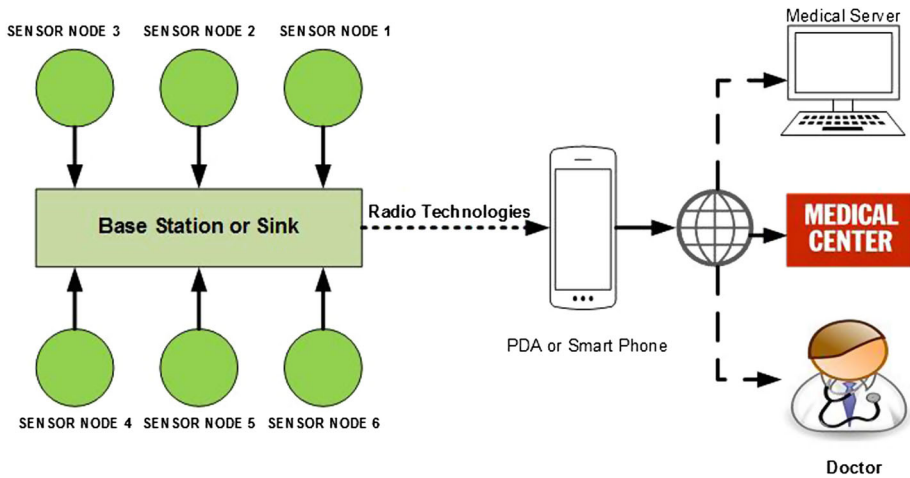 Medical Server
SENSOR NODE 3
SENSOR NODE 2
SENSOR NODE 1
Base Station or Sink
Radio Technologies
MEDICAL
CENTER
PDA or Smart Phone
SENSOR NODE 4
SENSOR NODE 5
SENSOR NODE 6
Doctor